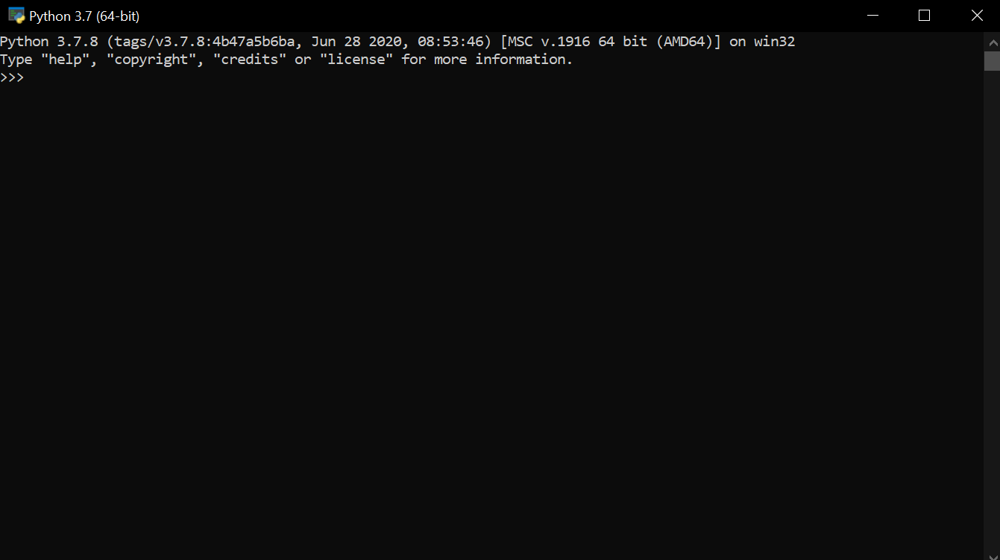 Python 3.7 (64-bit)
Python 3.7.8 (tags/v3.7.8:4b47a5b6ba, Jun 28 2020, 08:53:46) [MSC v.1916 64 bit (AMD64)] on win32
Type "help", "copyright", "credits" or "license" for more information.
>>>